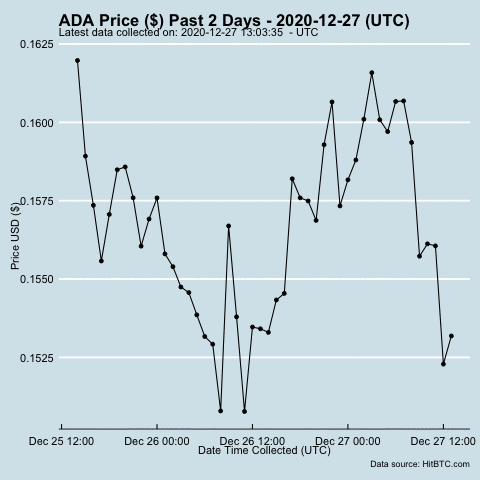 ADA Price ($) Past 2 Days - 2020-12-27 (UTC)
Latest data collected on: 2020-12-27 13:03:35  - UTC
0.1625
0.1600
0.1575
0.1550
0.1525
Price USD ($)
Dec 25 12:00 Dec 26 00:00 Dec 26 12:00 Dec 27 00:00 Dec 27 12:00
Date Time Collected (UTC)
Data source: HitBTC.com